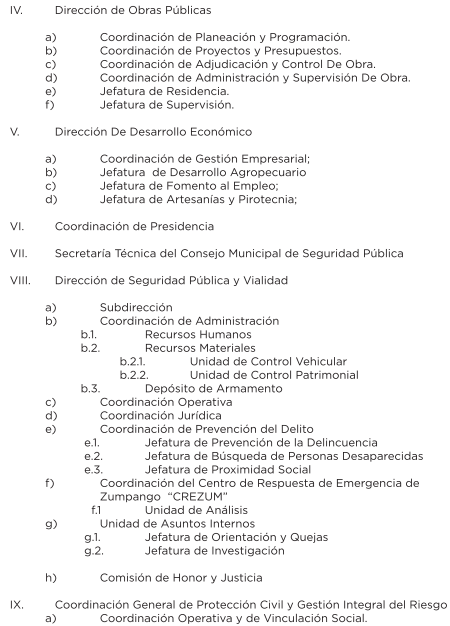 IV. Dirección de Obras Públicas
a) Coordinación de Planeación y Programación.
b) Coordinación de Proyectos y Presupuestos.
c) Coordinación de Adjudicación y Control De Obra.
d) Coordinación de Administración y Supervisión De Obra.
e) Jefatura de Residencia.
f) Jefatura de Supervisión.
V. Dirección De Desarrollo Económico
a) Coordinación de Gestión Empresarial;
b) Jefatura de Desarrollo Agropecuario
c) Jefatura de Fomento al Empleo;
d) Jefatura de Artesanías y Pirotecnia;
VI. Coordinación de Presidencia
VII. Secretaría Técnica del Consejo Municipal de Seguridad Pública
VIII. Dirección de Seguridad Pública y Vialidad
a) Subdirección
b) Coordinación de Administración
b.1. Recursos Humanos
b.2. Recursos Materiales
b.2.1. Unidad de Control Vehicular
b.2.2. Unidad de Control Patrimonial
b.3. Depósito de Armamento
c) Coordinación Operativa
d) Coordinación Jurídica
e) Coordinación de Prevención del Delito
e.1. Jefatura de Prevención de la Delincuencia
e.2. Jefatura de Búsqueda de Personas Desaparecidas
e.3. Jefatura de Proximidad Social
f) Coordinación del Centro de Respuesta de Emergencia de
Zumpango "CREZUM"
f.1 Unidad de Análisis
g) Unidad de Asuntos Internos
g.1. Jefatura de Orientación y Quejas
g.2. Jefatura de Investigación
h) Comisión de Honor y Justicia
IX. Coordinación General de Protección Civil y Gestión Integral del Riesgo
a) Coordinación Operativa y de Vinculación Social.